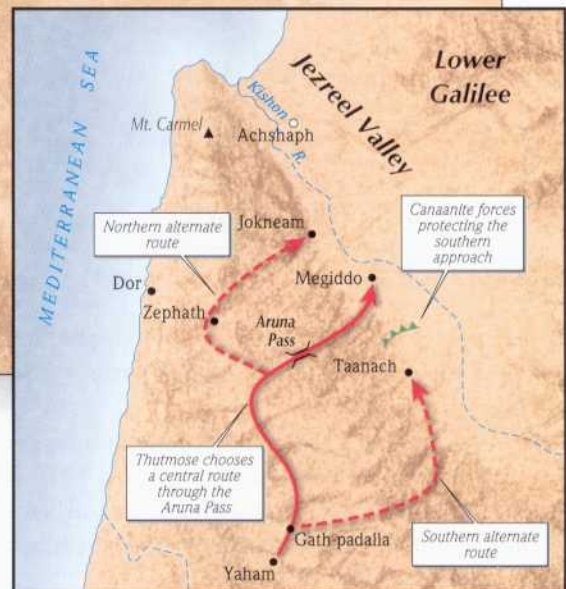 Lower
Galilee
Jezreel Valley
Kishon R.
MEDITERRANEAN SEA
Mt. Carmel
Achshaph
Northern alternate
route
Jokneam
Canaanite forces
protecting the
southern
approach
Dor
Megiddo
Zephath
Aruna
Pass
Taanach
Thutmose chooses
a central route
through the
Aruna Pass
Gath-padalla
Southern alternate
route
Yaham